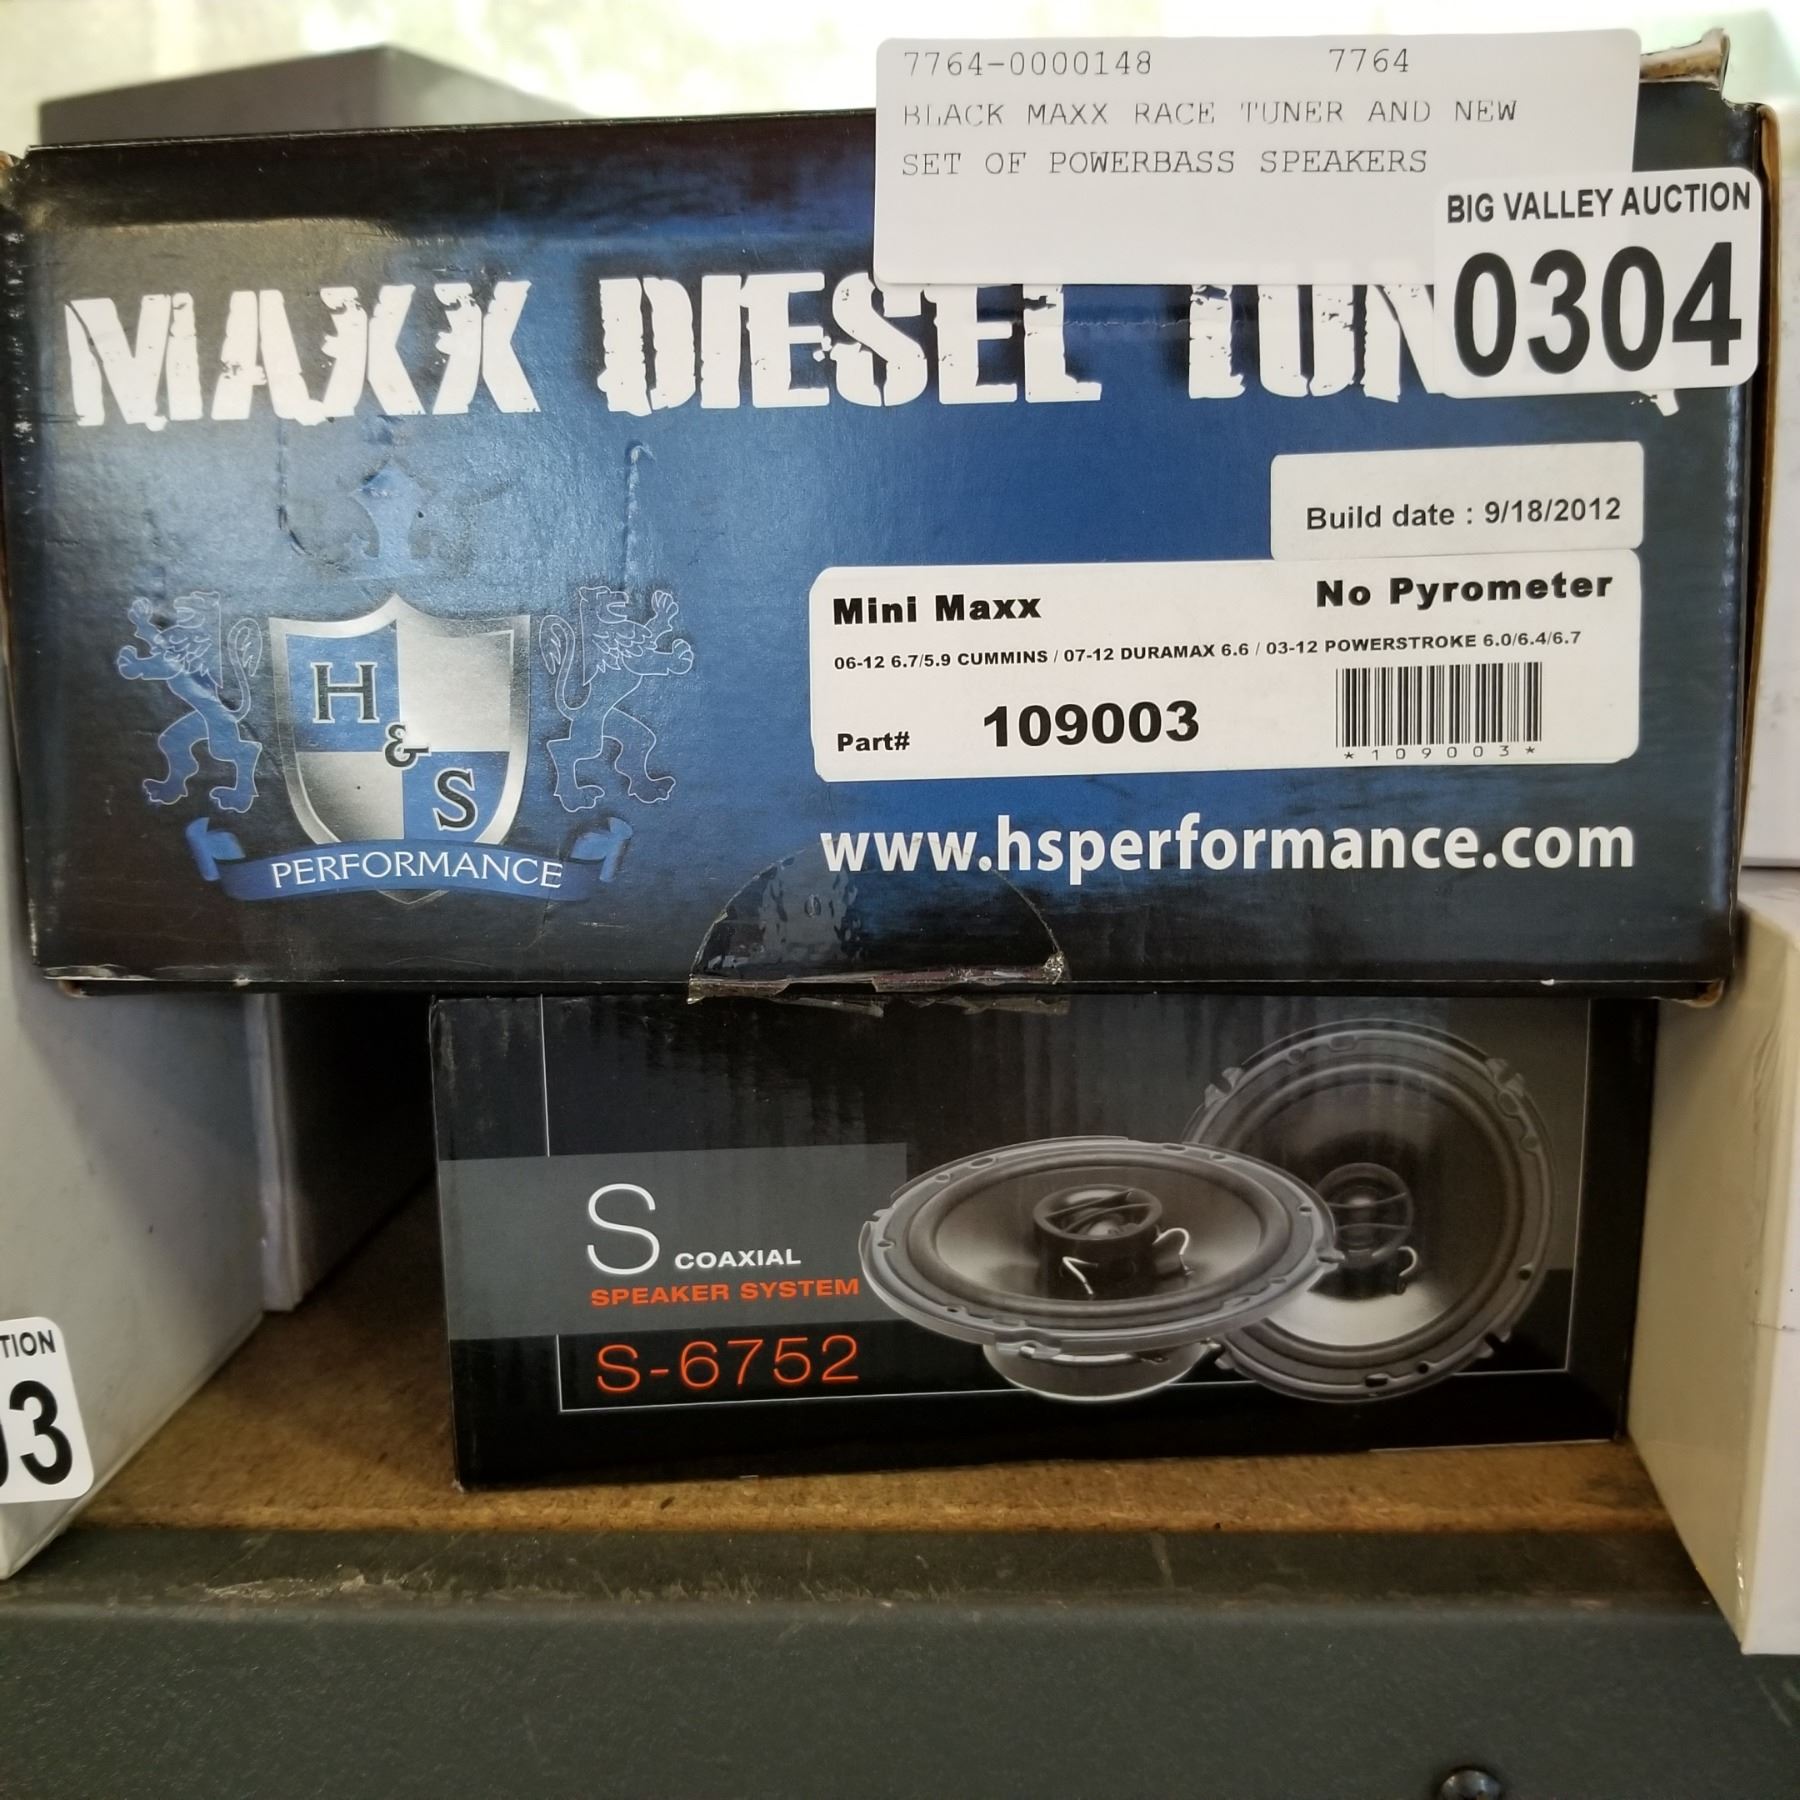 7764-0000148 7764
BLACK MAXX RACE TUNER AND NEW
SET OF POWERBASS SPEAKERS
BIG VALLEY AUCTION
0304
MAXX DIESEL TUN
Build date : 9/18/2012
Mini Maxx No Pyrometer
06-12 6.7/5.9 CUMMINS / 07-12 DURAMAX 6.6 / 03-12 POWERSTROKE 6.0/6.4/6.7
Part# 109003
*109003*
H
&
S
PERFORMANCE
www.hsperformance.com
S COAXIAL
SPEAKER SYSTEM
S-6752
TION
3